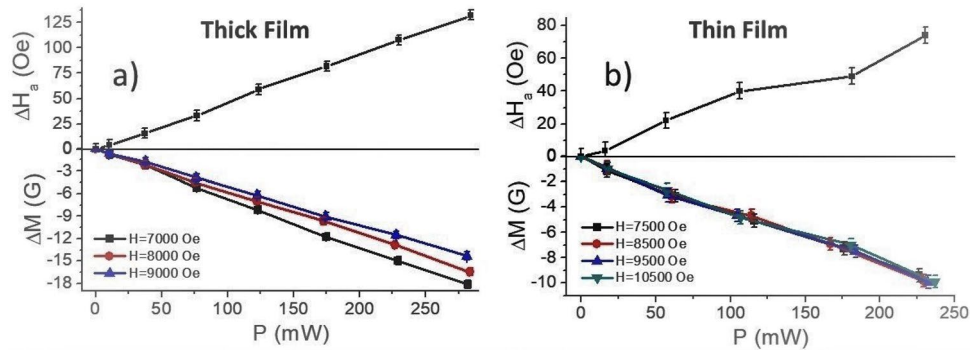 Thick Film
a)
ΔHₐ (Oe)
125
100
75
50
25
0
ΔM (G)
-3
-6
-9
-12
-15
-18
H=7000 Oe
H=8000 Oe
H=9000 Oe
0 50 100 150 200 250
P (mW)
Thin Film
b)
ΔHₐ (Oe)
80
60
40
20
0
0
ΔM (G)
-2
-4
-6
-8
-10
H=7500 Oe
H=8500 Oe
H=9500 Oe
H=10500 Oe
0 50 100 150 200 250
P (mW)